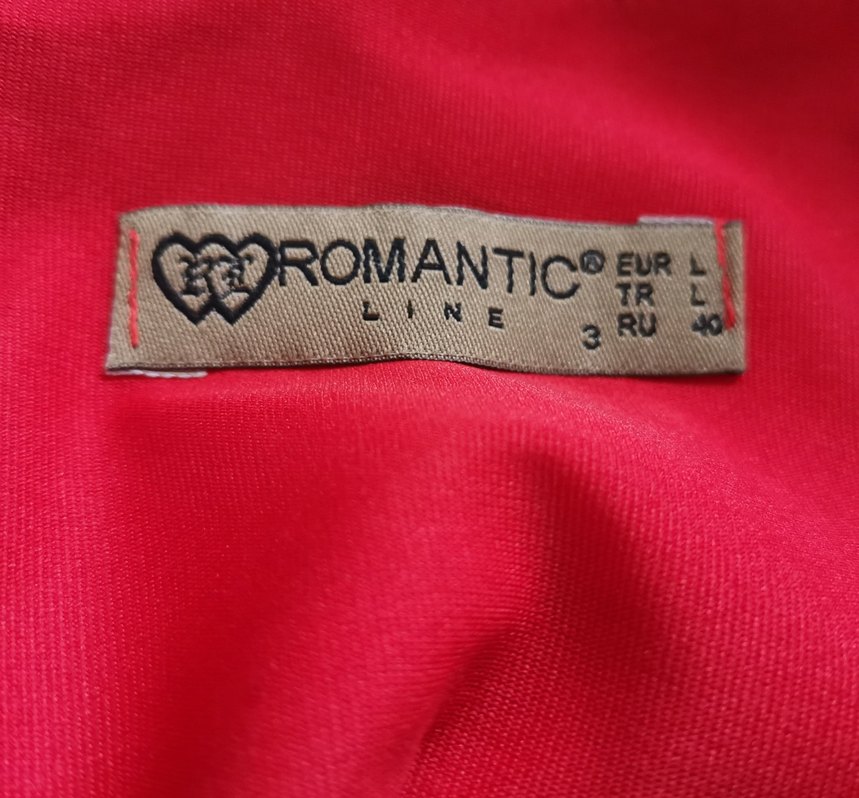 ROMANTIC®
LINE
3
EUR L
TR L
RU 40